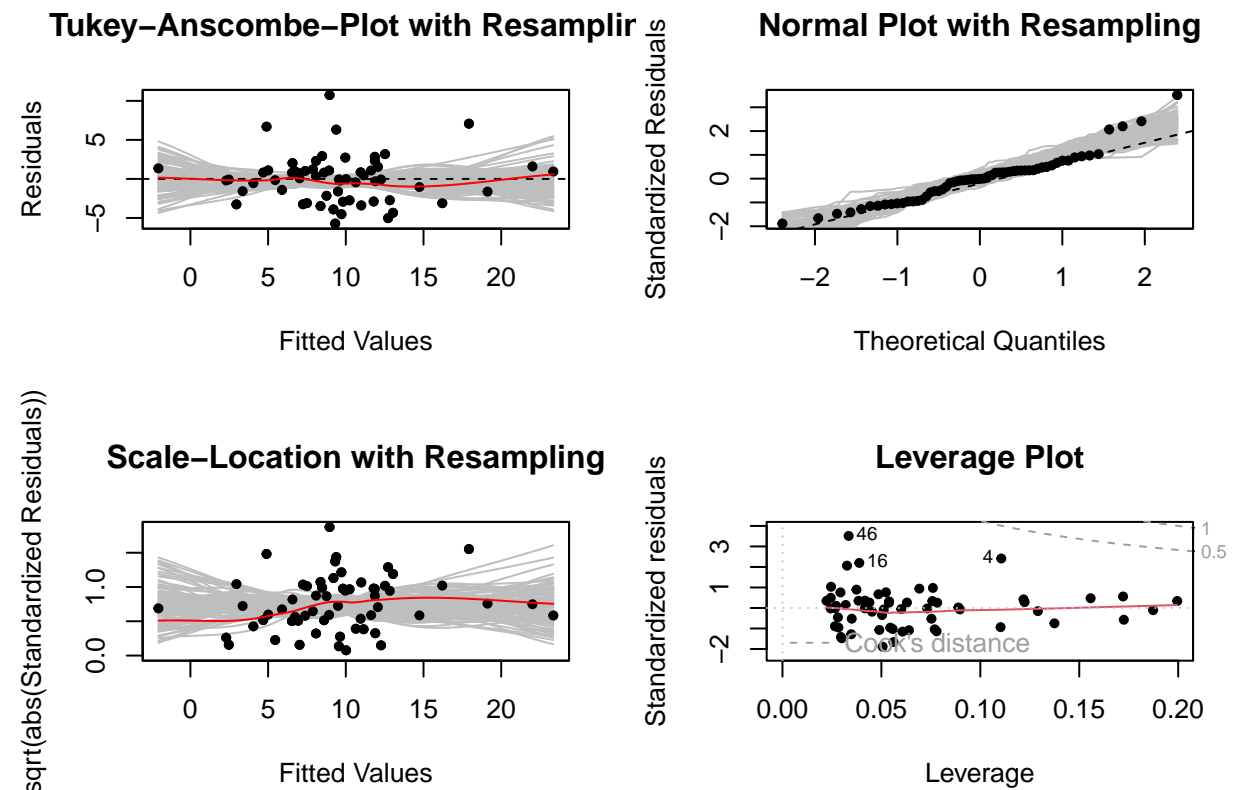 Tukey−Anscombe−Plot with Resamplin
Residuals
5
−5
0 5 10 15 20
Fitted Values
Normal Plot with Resampling
Standardized Residuals
2
0
−2
−2 −1 0 1 2
Theoretical Quantiles
Scale−Location with Resampling
sqrt(abs(Standardized Residuals))
1.0
0.0
0 5 10 15 20
Fitted Values
Leverage Plot
Standardized residuals
3
1
−2
46
16
4
1
0.5
Cook's distance
0.00 0.05 0.10 0.15 0.20
Leverage